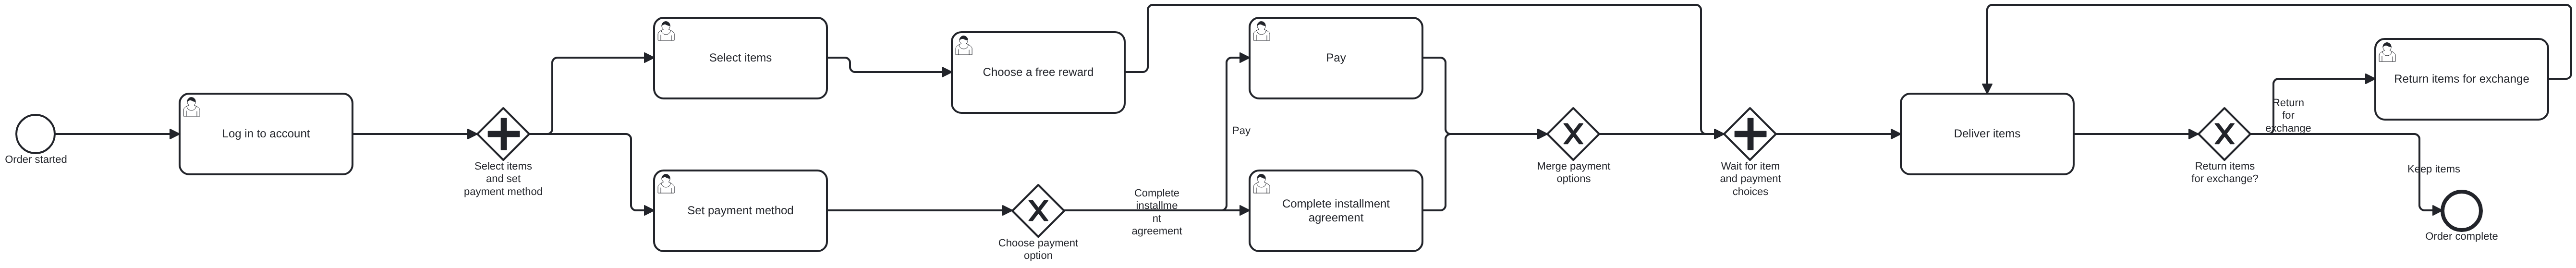 Order started
Log in to account
Select items
and set
payment method
Select items
Set payment method
Choose a free reward
Choose payment
option
Complete
installme
nt
agreement
Pay
Pay
Complete installment
agreement
Merge payment
options
Wait for item
and payment
choices
Deliver items
Return items
for exchange?
Return
for
exchange
Return items for exchange
Keep items
Order complete